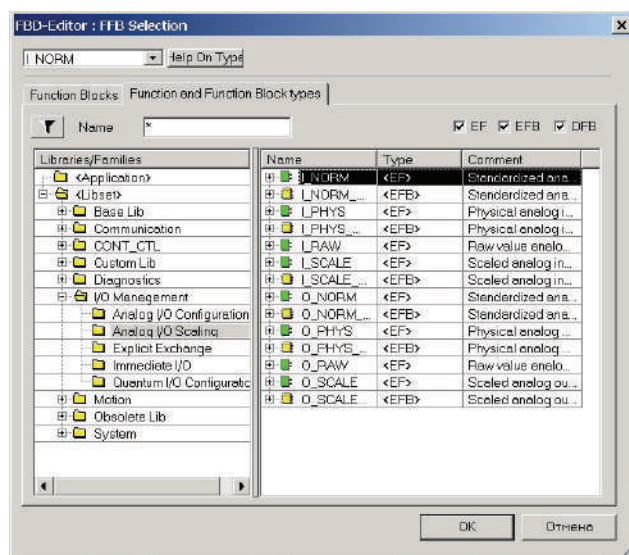 FBD-Editor : FFB Selection
I_NORM Help On Type
Function Blocks Function and Function Block types
Name * EF EFB DFB
Libraries/Families Name Type Comment
<Application> I_NORM <EF> Standardized ana...
<Libset> I_NORM_... <EFB> Standardized ana...
Base Lib I_PHYS <EF> Physical analog i...
Communication I_PHYS_... <EFB> Physical analog i...
CONT_CTL I_RAW <EF> Raw value analo...
Custom Lib I_SCALE <EF> Scaled analog in...
Diagnostics I_SCALE_... <EFB> Scaled analog in...
I/O Management O_NORM <EF> Standardized ana...
Analog I/O Configuration O_NORM_... <EFB> Standardized ana...
Analog I/O Scaling O_PHYS <EF> Physical analog ...
Explicit Exchange O_PHYS_... <EFB> Physical analog ...
Immediate I/O O_RAW <EF> Raw value analo...
Quantum I/O Configuratic O_SCALE <EF> Scaled analog ou...
Motion O_SCALE... <EFB> Scaled analog ou...
Obsolete Lib
System
OK Отмена